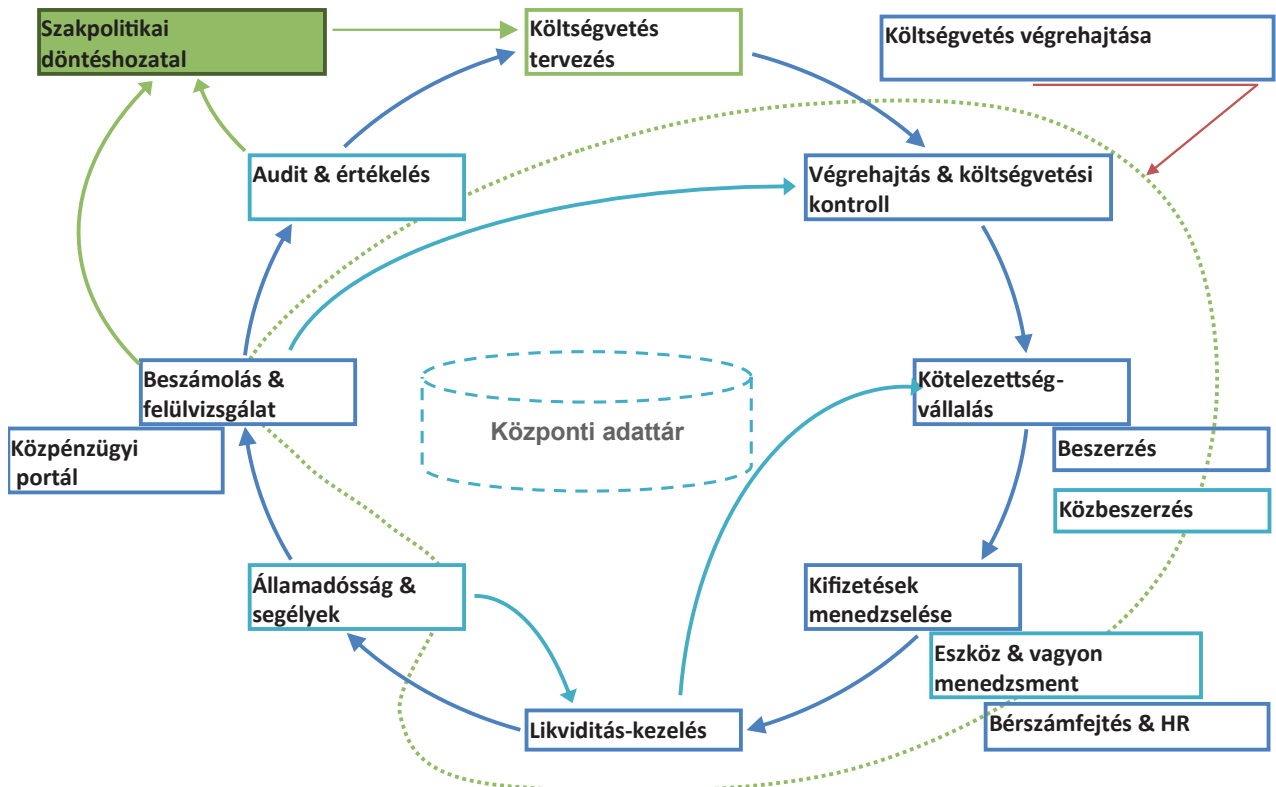 Szakpolitikai
döntéshozatal
Költségvetés
tervezés
Költségvetés végrehajtása
Audit & értékelés
Végrehajtás & költségvetési
kontroll
Beszámolás &
felülvizsgálat
Közpénzügyi
portál
Központi adattár
Kötelezettség-
vállalás
Beszerzés
Közbeszerzés
Államadósság &
segélyek
Kifizetések
menedzselése
Eszköz & vagyon
menedzsment
Likviditás-kezelés
Bérszámfejtés & HR